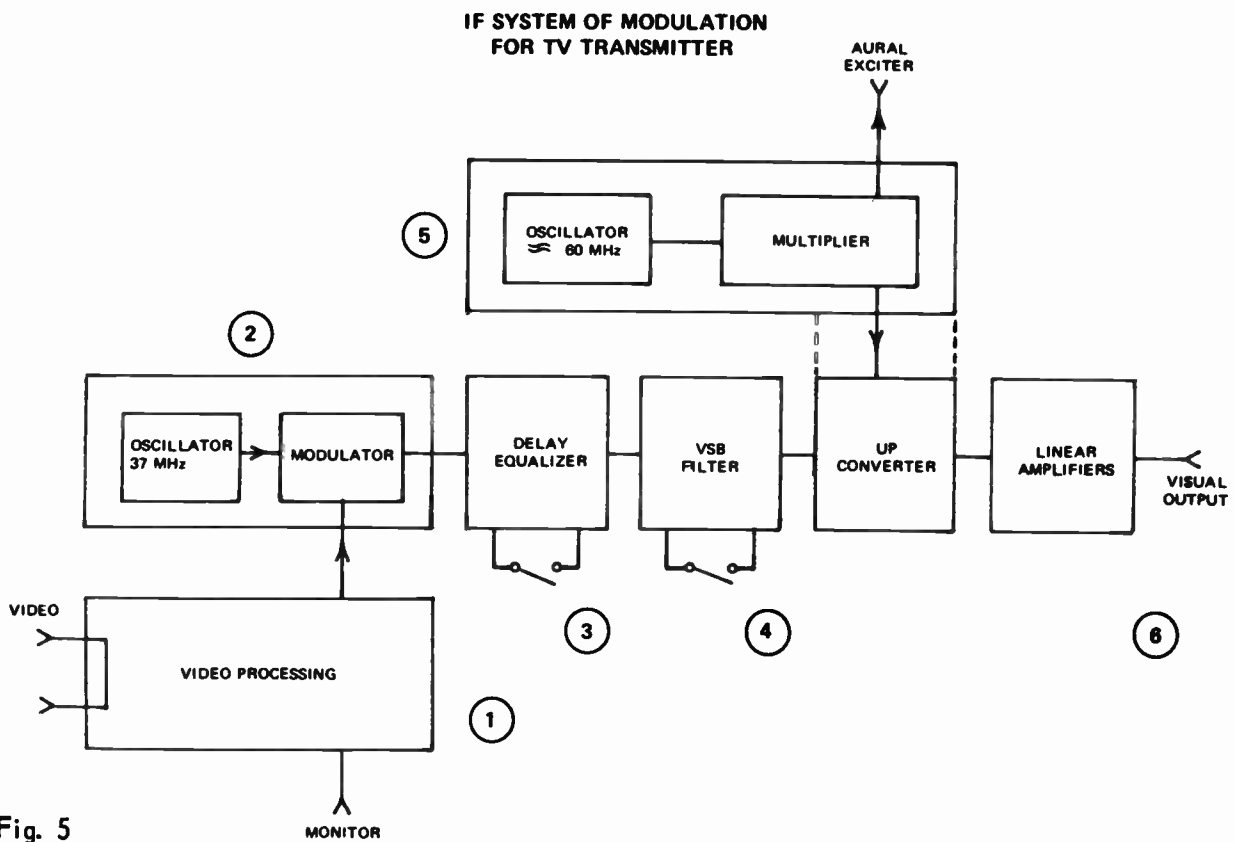 IF SYSTEM OF MODULATION
FOR TV TRANSMITTER
AURAL
EXCITER
5
OSCILLATOR
≈ 60 MHz
MULTIPLIER
2
OSCILLATOR
37 MHz
MODULATOR
DELAY
EQUALIZER
VSB
FILTER
UP
CONVERTER
LINEAR
AMPLIFIERS
VISUAL
OUTPUT
3
4
6
VIDEO
VIDEO PROCESSING
1
MONITOR
Fig. 5